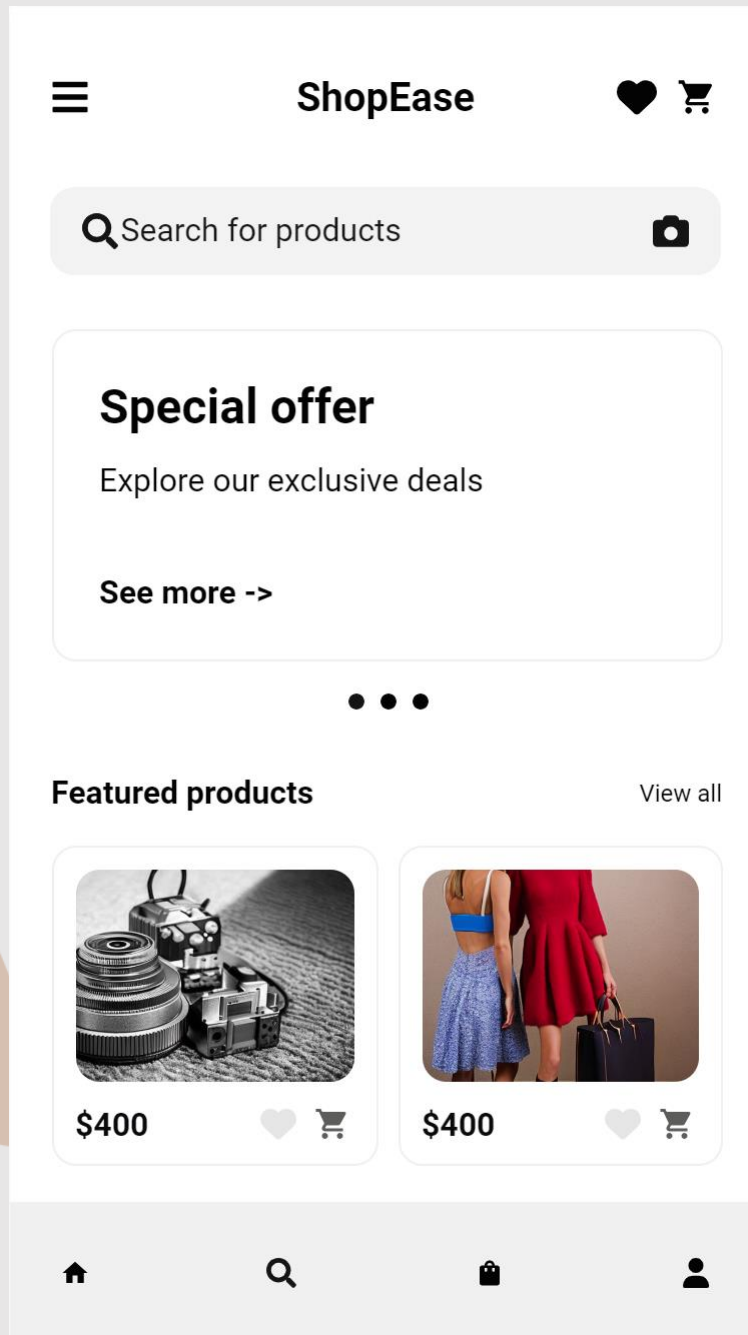 ShopEase
Search for products
Special offer
Explore our exclusive deals
See more ->
Featured products
View all
$400
$400